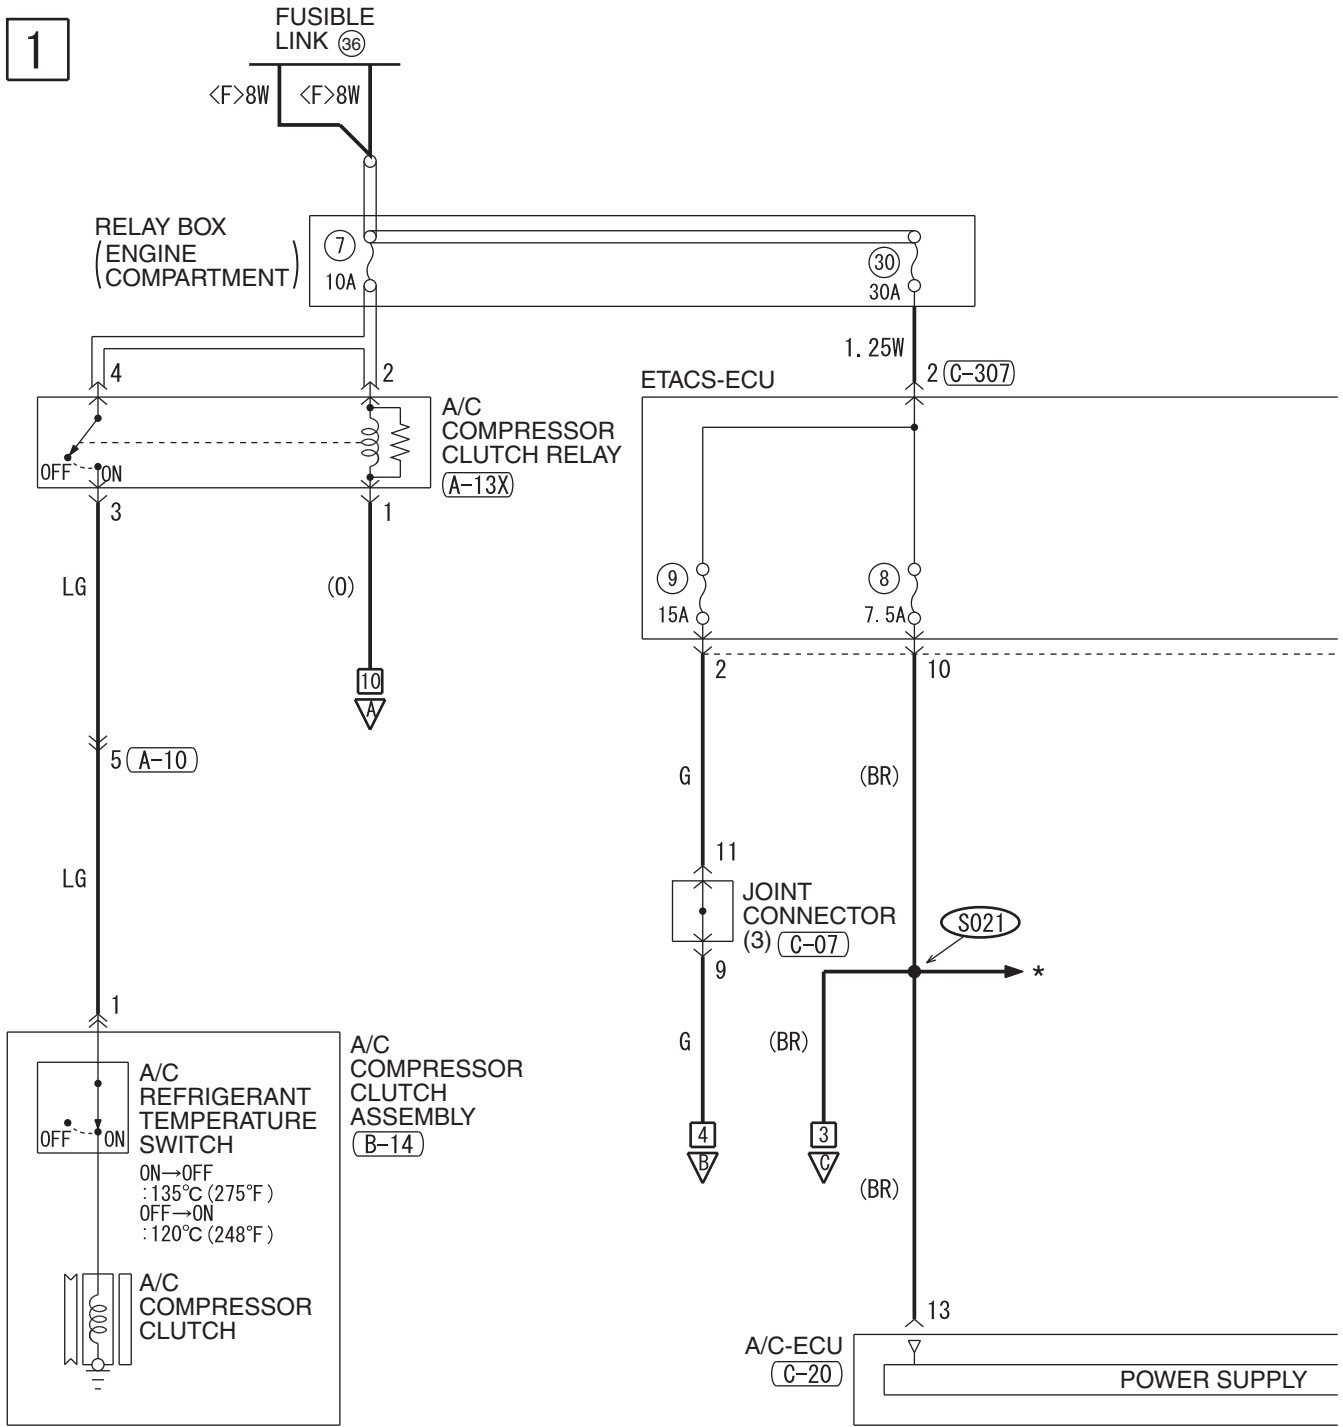 1
FUSIBLE
LINK 36
<F>8W <F>8W
RELAY BOX
(ENGINE
COMPARTMENT)
7
10A
30
30A
1.25W
2 C-307
ETACS-ECU
4
2
A/C
COMPRESSOR
CLUTCH RELAY
A-13X
OFF ON
3
1
LG
(O)
10
A
9
15A
8
7.5A
2
10
5 A-10
G
(BR)
LG
11
JOINT
CONNECTOR
(3) C-07
9
S021
*
1
G
(BR)
A/C
COMPRESSOR
CLUTCH
ASSEMBLY
B-14
A/C
REFRIGERANT
TEMPERATURE
SWITCH
OFF ON
ON→OFF
:135°C (275°F)
OFF→ON
:120°C (248°F)
4
B
3
C
(BR)
A/C
COMPRESSOR
CLUTCH
13
A/C-ECU
C-20
POWER SUPPLY